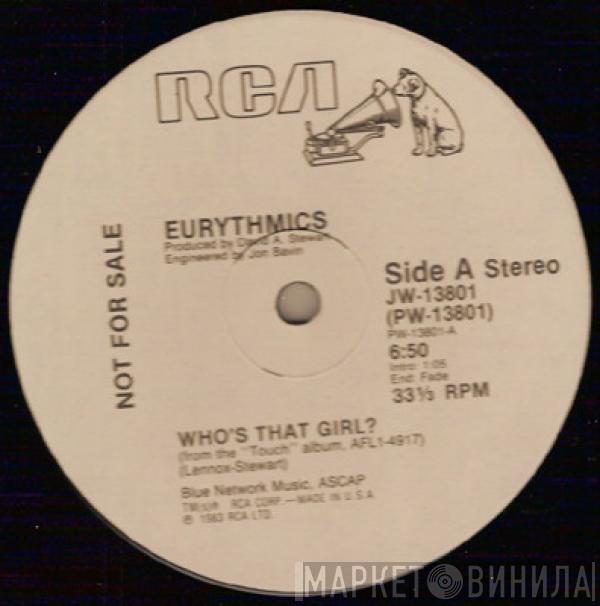 RCA
NOT FOR SALE
EURYTHMICS
Produced by David A. Stewart
Engineered by Jon Bavin
Side A Stereo
JW-13801
(PW-13801)
PW-13801-A
6:50
Intro: 1:05
End: Fade
33⅓ RPM
WHO'S THAT GIRL?
(from the "Touch" album, AFL1-4917)
(Lennox-Stewart)
Blue Network Music, ASCAP
TM(s)® RCA CORP.—MADE IN U.S.A.
℗ 1983 RCA LTD.
МАРКЕТ ВИНИЛА